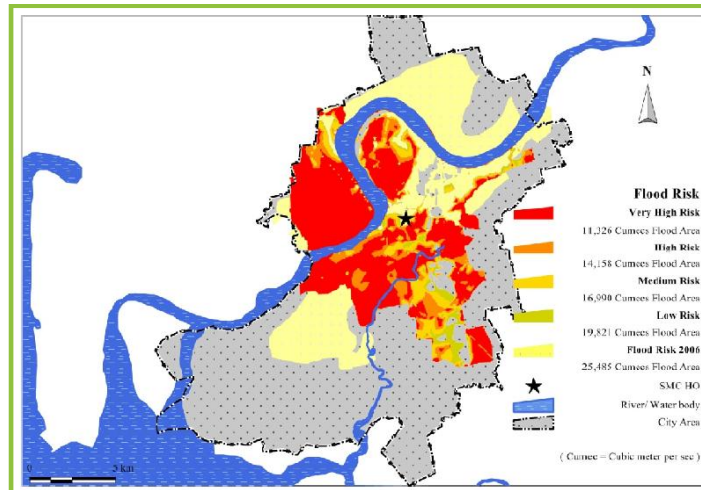 N
Flood Risk
Very High Risk
11,326 Cumecs Flood Area
High Risk
14,158 Cumecs Flood Area
Medium Risk
16,990 Cumecs Flood Area
Low Risk
19,821 Cumecs Flood Area
Flood Risk 2006
25,485 Cumecs Flood Area
SMC HO
River/ Water body
City Area
( Cumec = Cubic meter per sec )
0 5 km